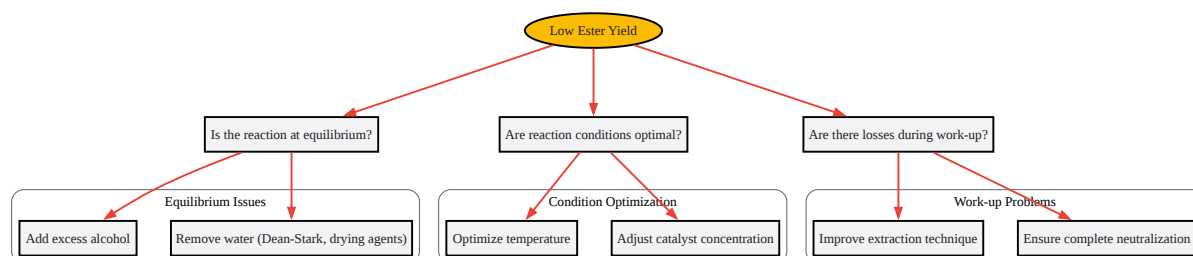 Low Ester Yield
Is the reaction at equilibrium?
Are reaction conditions optimal?
Are there losses during work-up?
Equilibrium Issues
Condition Optimization
Work-up Problems
Add excess alcohol
Remove water (Dean-Stark, drying agents)
Optimize temperature
Adjust catalyst concentration
Improve extraction technique
Ensure complete neutralization